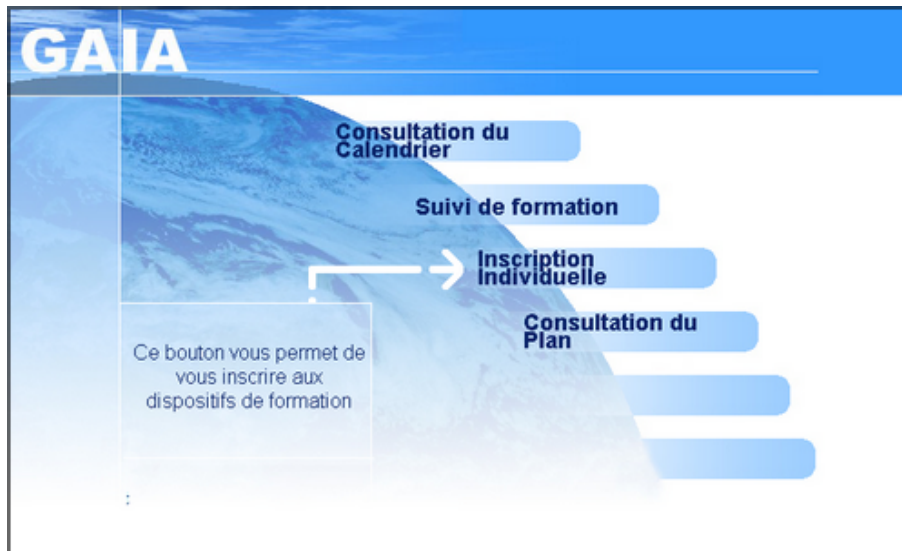 GAIA
Consultation du
Calendrier
Suivi de formation
Inscription
Individuelle
Consultation du
Plan
Ce bouton vous permet de
vous inscrire aux
dispositifs de formation
: